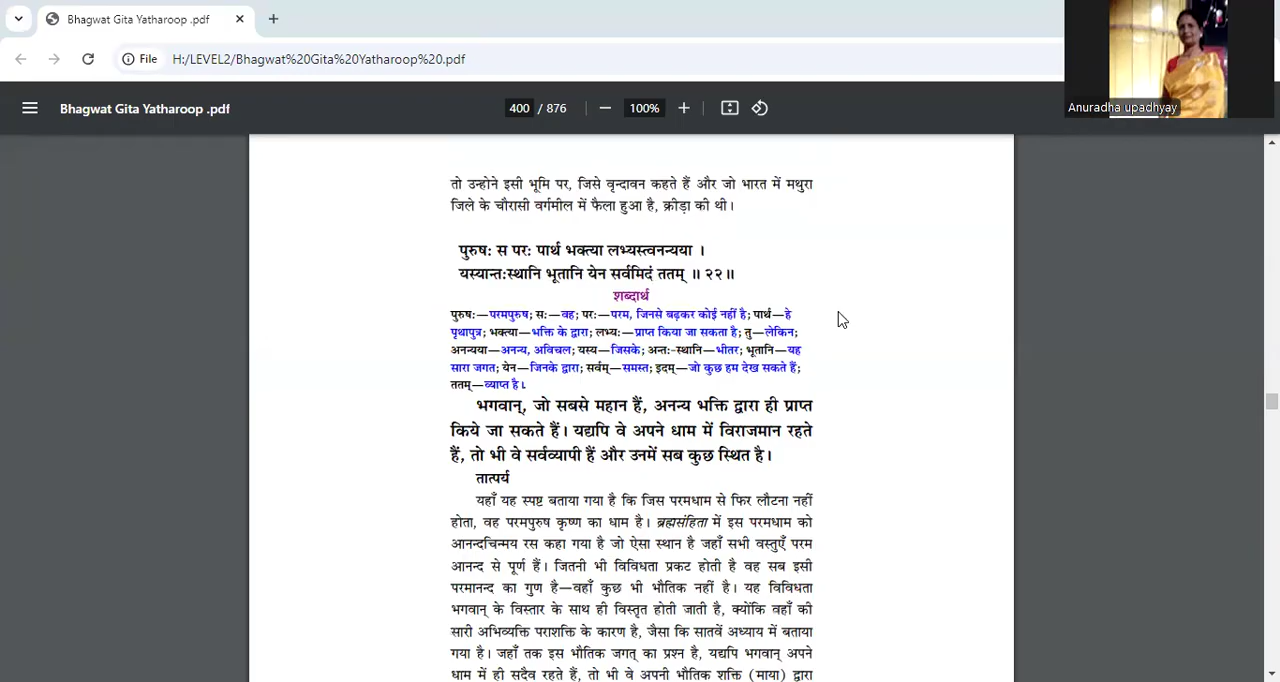 Bhagwat Gita Yatharoop .pdf
File
H:/LEVEL2/Bhagwat%20Gita%20Yatharoop%20.pdf
Anuradha upadhyay
Bhagwat Gita Yatharoop .pdf
400 / 876
100%
तो उन्होने इसी भूमि पर, जिसे वृन्दावन कहते हैं और जो भारत में मथुरा
जिले के चौरासी वर्गमील में फैला हुआ है, क्रीड़ा की थी।
पुरुषः स परः पार्थ भक्त्या लभ्यस्त्वनन्यया ।
यस्यान्तःस्थानि भूतानि येन सर्वमिदं ततम् ॥ २२॥
शब्दार्थ
पुरुषः—परमपुरुष; सः—वह; परः—परम, जिनसे बढ़कर कोई नहीं है; पार्थ—हे
पृथापुत्र; भक्त्या—भक्ति के द्वारा; लभ्यः—प्राप्त किया जा सकता है; तु—लेकिन;
अनन्यया—अनन्य, अविचल; यस्य—जिसके; अन्तः-स्थानि—भीतर; भूतानि—यह
सारा जगत; येन—जिनके द्वारा; सर्वम्—समस्त; इदम्—जो कुछ हम देख सकते हैं;
ततम्—व्याप्त है।
भगवान्, जो सबसे महान हैं, अनन्य भक्ति द्वारा ही प्राप्त
किये जा सकते हैं। यद्यपि वे अपने धाम में विराजमान रहते
हैं, तो भी वे सर्वव्यापी हैं और उनमें सब कुछ स्थित है।
तात्पर्य
यहाँ यह स्पष्ट बताया गया है कि जिस परमधाम से फिर लौटना नहीं
होता, वह परमपुरुष कृष्ण का धाम है। ब्रह्मसंहिता में इस परमधाम को
आनन्दचिन्मय रस कहा गया है जो ऐसा स्थान है जहाँ सभी वस्तुएँ परम
आनन्द से पूर्ण हैं। जितनी भी विविधता प्रकट होती है वह सब इसी
परमानन्द का गुण है—वहाँ कुछ भी भौतिक नहीं है। यह विविधता
भगवान् के विस्तार के साथ ही विस्तृत होती जाती है, क्योंकि वहाँ की
सारी अभिव्यक्ति पराशक्ति के कारण है, जैसा कि सातवें अध्याय में बताया
गया है। जहाँ तक इस भौतिक जगत् का प्रश्न है, यद्यपि भगवान् अपने
धाम में ही सदैव रहते हैं, तो भी वे अपनी भौतिक शक्ति (माया) द्वारा